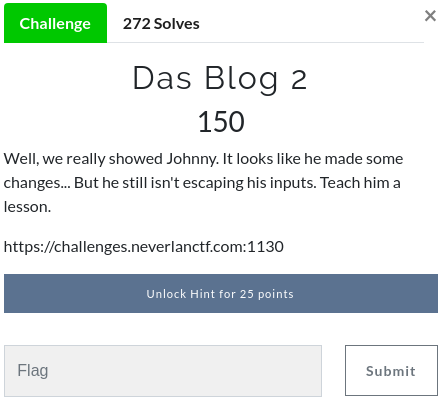 Challenge 272 Solves ×
Das Blog 2
150
Well, we really showed Johnny. It looks like he made some
changes... But he still isn't escaping his inputs. Teach him a
lesson.
https://challenges.neverlanctf.com:1130
Unlock Hint for 25 points
Flag Submit